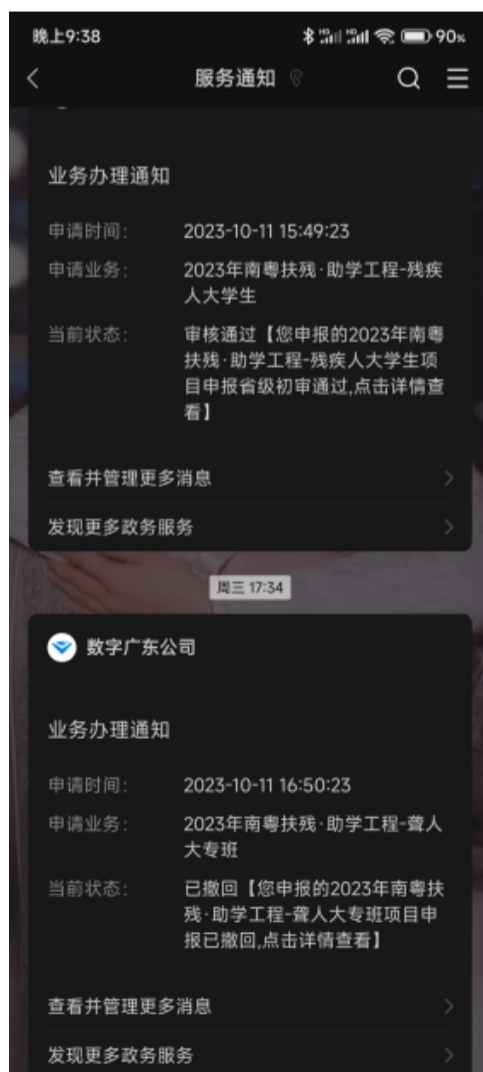 晚上9:38
90%
服务通知
业务办理通知
申请时间: 2023-10-11 15:49:23
申请业务: 2023年南粤扶残·助学工程-残疾
人大学生
当前状态: 审核通过【您申报的2023年南粤
扶残·助学工程-残疾人大学生项
目申报省级初审通过,点击详情查
看】
查看并管理更多消息
发现更多政务服务
周三 17:34
数字广东公司
业务办理通知
申请时间: 2023-10-11 16:50:23
申请业务: 2023年南粤扶残·助学工程-聋人
大专班
当前状态: 已撤回【您申报的2023年南粤扶
残·助学工程-聋人大专班项目申
报已撤回,点击详情查看】
查看并管理更多消息
发现更多政务服务